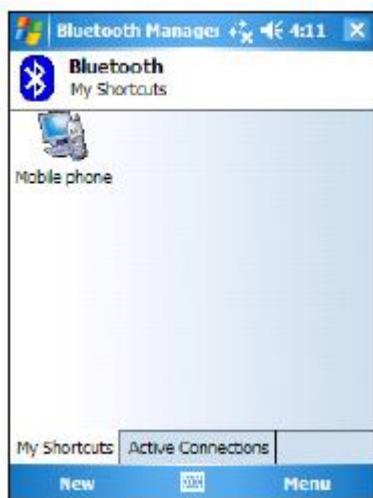 Bluetooth Manager 4:11
Bluetooth
My Shortcuts
Mobile phone
My Shortcuts Active Connections
New Menu